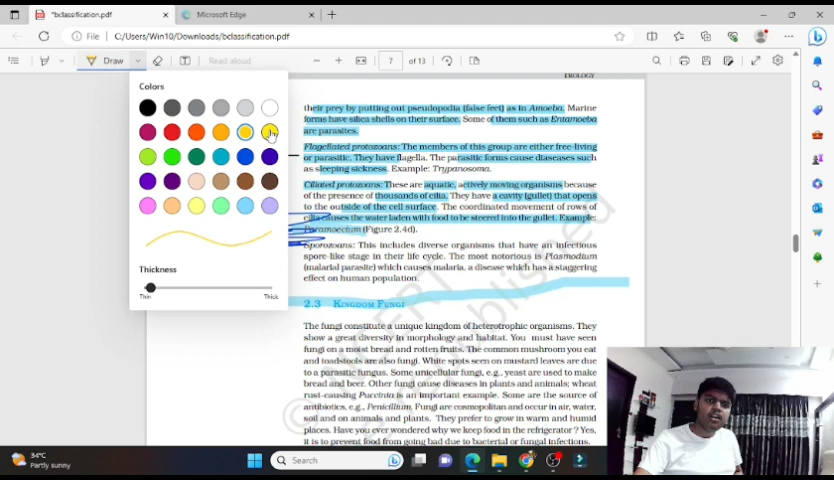 *bclassification.pdf
Microsoft Edge
File
C:/Users/Win10/Downloads/bclassification.pdf
Draw
Read aloud
7
of 13
Colors
Thickness
Thin
Thick
their prey by putting out pseudopodia (false feet) as in Amoeba. Marine
forms have silica shells on their surface. Some of them such as Entamoeba
are parasites.
Flagellated protozoans: The members of this group are either free-living
or parasitic. They have flagella. The parasitic forms cause diaseases such
as sleeping sickness. Example: Trypanosoma.
Ciliated protozoans: These are aquatic, actively moving organisms because
of the presence of thousands of cilia. They have a cavity (gullet) that opens
to the outside of the cell surface. The coordinated movement of rows of
cilia causes the water laden with food to be steered into the gullet. Example:
Paramoecium (Figure 2.4d).
Sporozoans: This includes diverse organisms that have an infectious
spore-like stage in their life cycle. The most notorious is Plasmodium
(malarial parasite) which causes malaria, a disease which has a staggering
effect on human population.
2.3 KINGDOM FUNGI
The fungi constitute a unique kingdom of heterotrophic organisms. They
show a great diversity in morphology and habitat. You must have seen
fungi on a moist bread and rotten fruits. The common mushroom you eat
and toadstools are also fungi. White spots seen on mustard leaves are due
to a parasitic fungus. Some unicellular fungi, e.g., yeast are used to make
bread and beer. Other fungi cause diseases in plants and animals; wheat
rust-causing Puccinia is an important example. Some are the source of
antibiotics, e.g., Penicillium. Fungi are cosmopolitan and occur in air, water,
soil and on animals and plants. They prefer to grow in warm and humid
places. Have you ever wondered why we keep food in the refrigerator ? Yes,
it is to prevent food from going bad due to bacterial or fungal infections.
34°C
Partly sunny
Search